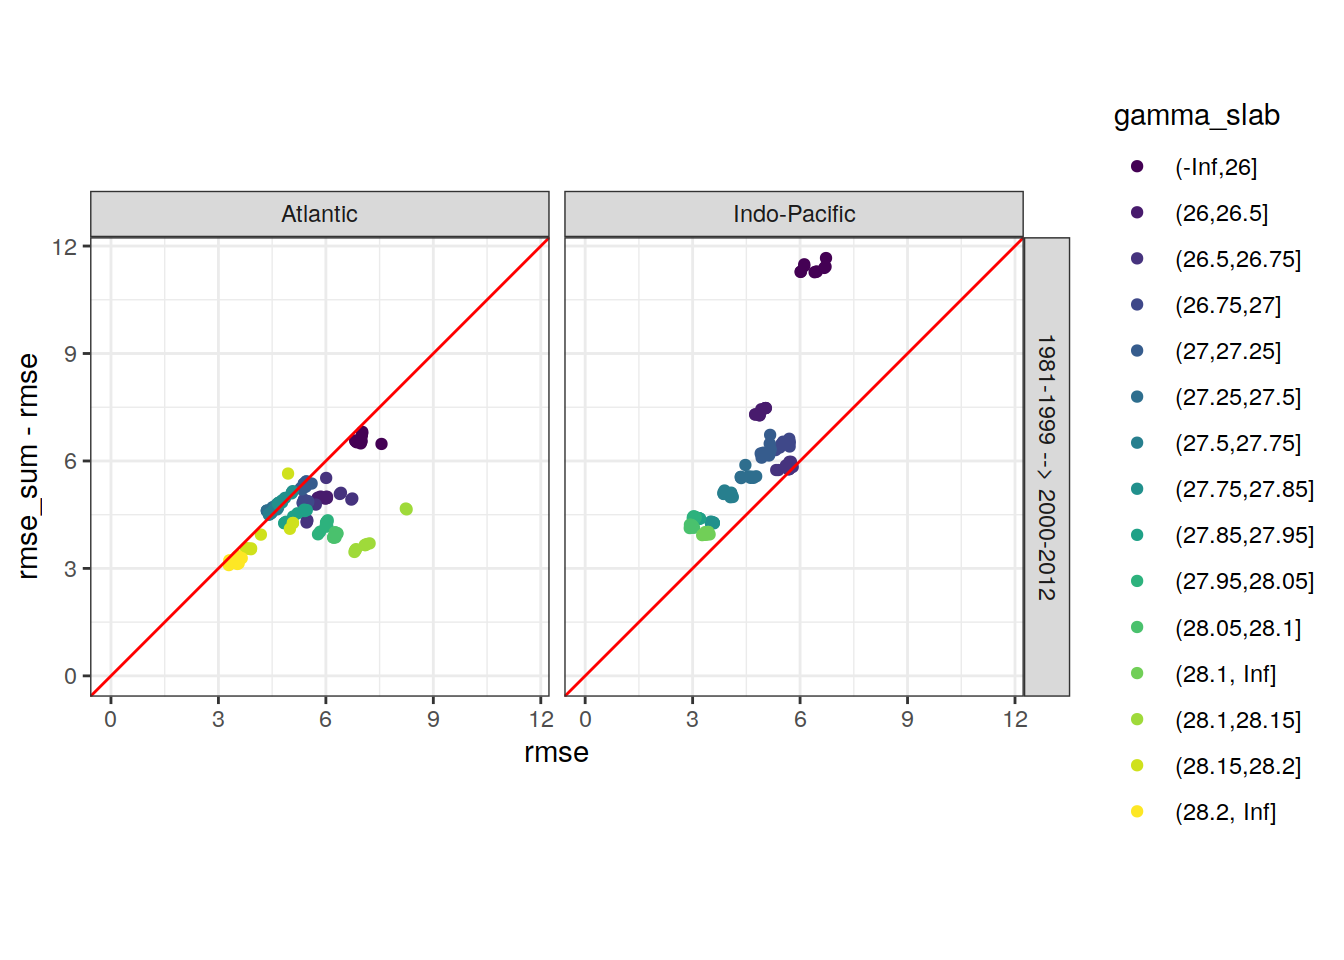 gamma_slab
(-Inf,26]
(26,26.5]
(26.5,26.75]
(26.75,27]
(27,27.25]
(27.25,27.5]
(27.5,27.75]
(27.75,27.85]
(27.85,27.95]
(27.95,28.05]
(28.05,28.1]
(28.1, Inf]
(28.1,28.15]
(28.15,28.2]
(28.2, Inf]
Atlantic
Indo-Pacific
1981-1999 --> 2000-2012
rmse_sum - rmse
12
9
6
3
0
0 3 6 9 12
0 3 6 9 12
rmse